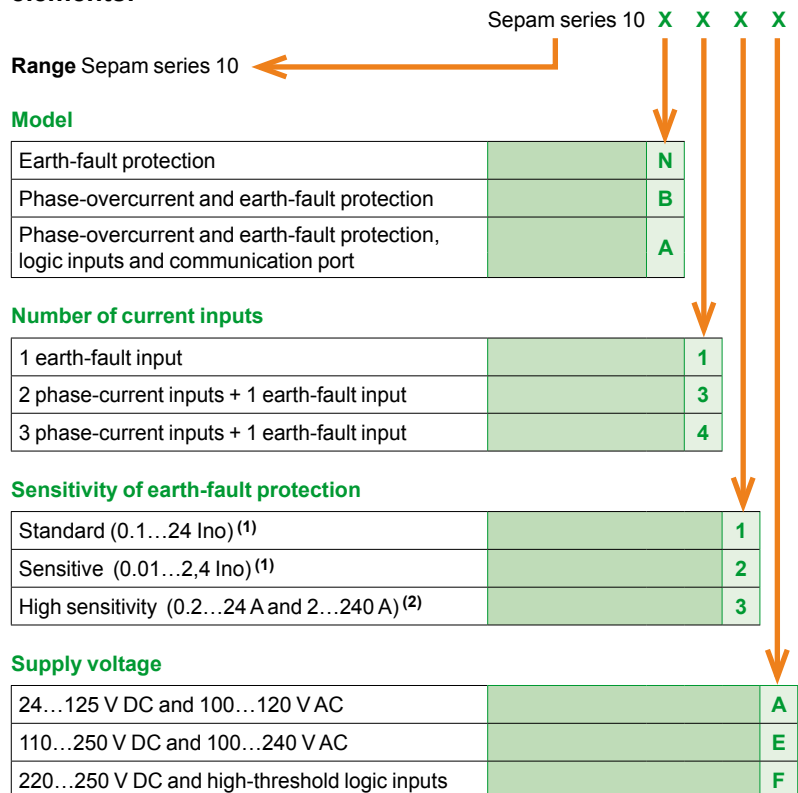 elements:
Sepam series 10 X X X X
Range Sepam series 10
Model
Earth-fault protection N
Phase-overcurrent and earth-fault protection B
Phase-overcurrent and earth-fault protection,
logic inputs and communication port A
Number of current inputs
1 earth-fault input 1
2 phase-current inputs + 1 earth-fault input 3
3 phase-current inputs + 1 earth-fault input 4
Sensitivity of earth-fault protection
Standard (0.1…24 Ino) (1) 1
Sensitive (0.01…2,4 Ino) (1) 2
High sensitivity (0.2…24 A and 2…240 A) (2) 3
Supply voltage
24…125 V DC and 100…120 V AC A
110…250 V DC and 100…240 V AC E
220…250 V DC and high-threshold logic inputs F